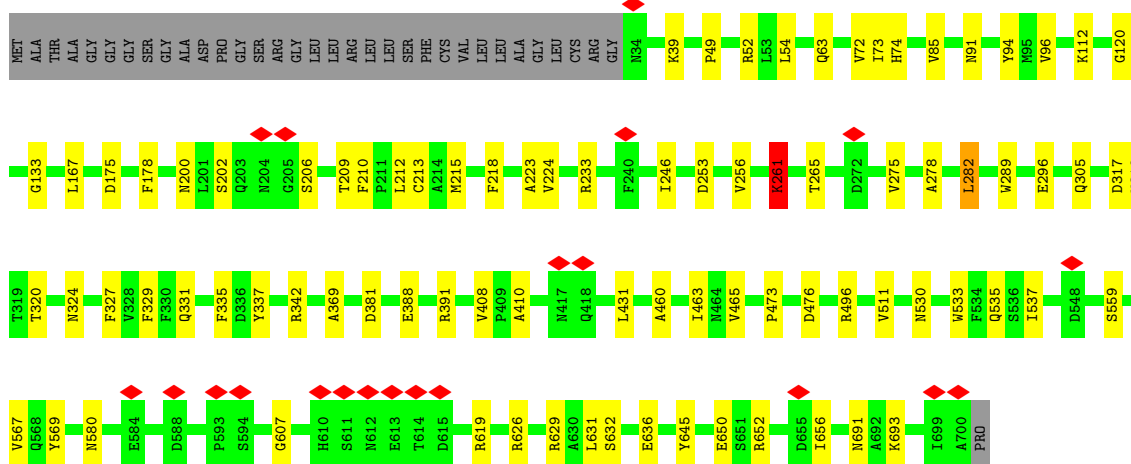 MET ALA THR ALA GLY GLY GLY SER GLY ALA ASP PRO GLY SER ARG GLY LEU LEU ARG LEU LEU SER PHE CYS VAL LEU LEU ALA GLY LEU CYS ARG GLY N34 K39 P49 R52 L53 L54 Q63 V72 I73 H74 V85 N91 Y94 M95 V96 K112 G120
G133 L167 D175 F178 N200 L201 S202 Q203 N204 G205 S206 T209 F210 P211 L212 C213 A214 M215 F218 A223 V224 R233 F240 I246 D253 V256 K261 T265 D272 V275 A278 L282 W289 E296 Q305 D317
T319 T320 N324 F327 V328 F329 F330 Q331 F335 D336 Y337 R342 A369 D381 E388 R391 V408 P409 A410 N417 Q418 L431 A460 I463 N464 V465 P473 D476 R496 V511 N530 W533 F534 Q535 S536 I537 D548 S559
V567 Q568 Y569 N580 E584 D588 P593 S594 G607 H610 S611 N612 E613 T614 D615 R619 R626 R629 A630 L631 S632 E636 Y645 E650 S651 R652 D655 I656 N691 A692 K693 I699 A700 PRO